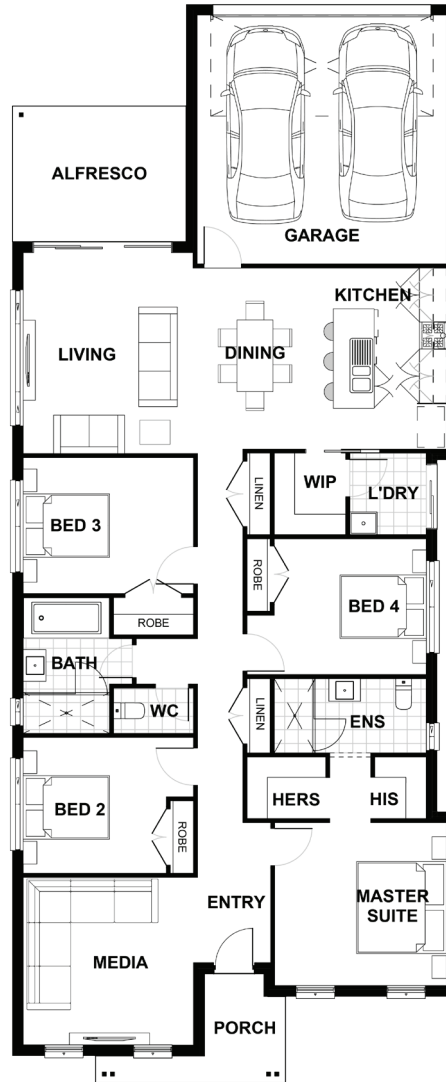 ALFRESCO
GARAGE
KITCHEN
LIVING
DINING
WIP
L'DRY
LINEN
BED 3
ROBE
BED 4
ROBE
BATH
WC
LINEN
ENS
BED 2
ROBE
HERS
HIS
ENTRY
MASTER
SUITE
MEDIA
PORCH